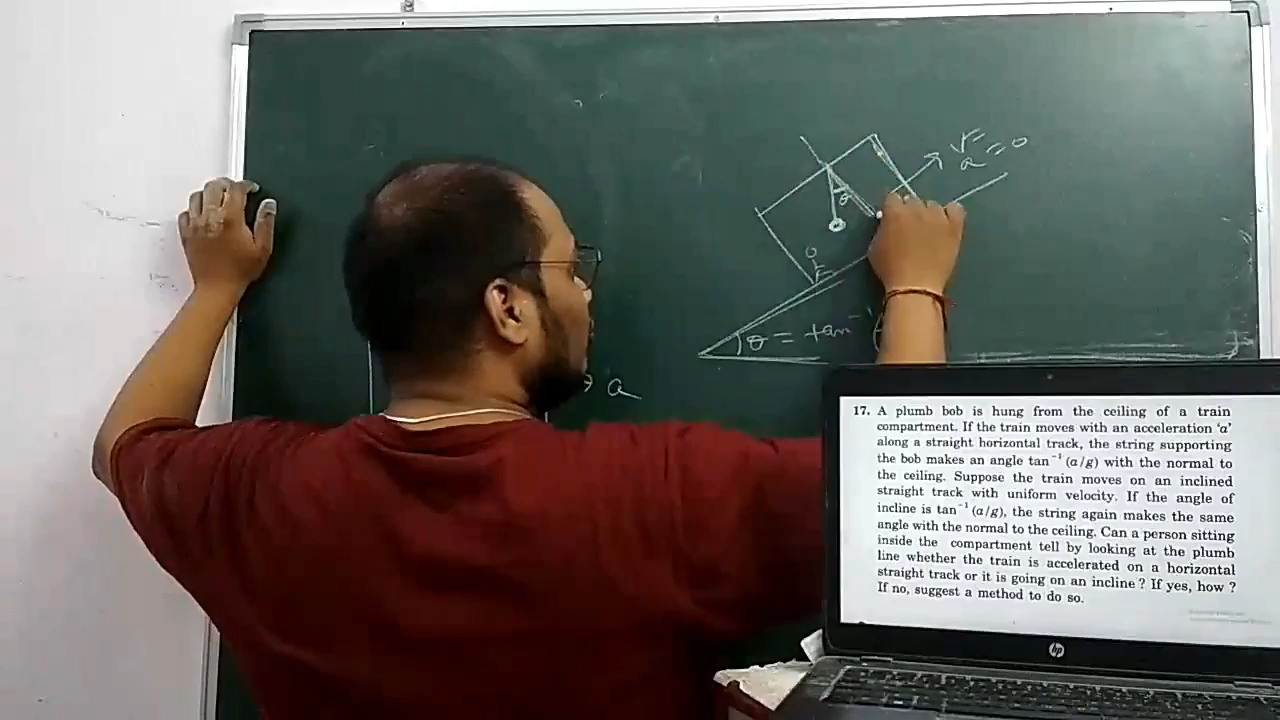 v=
a=0
θ
θ = tan⁻¹
a
17. A plumb bob is hung from the ceiling of a train
compartment. If the train moves with an acceleration ‘a’
along a straight horizontal track, the string supporting
the bob makes an angle tan⁻¹ (a/g) with the normal to
the ceiling. Suppose the train moves on an inclined
straight track with uniform velocity. If the angle of
incline is tan⁻¹ (a/g), the string again makes the same
angle with the normal to the ceiling. Can a person sitting
inside the compartment tell by looking at the plumb
line whether the train is accelerated on a horizontal
straight track or it is going on an incline ? If yes, how ?
If no, suggest a method to do so.
hp